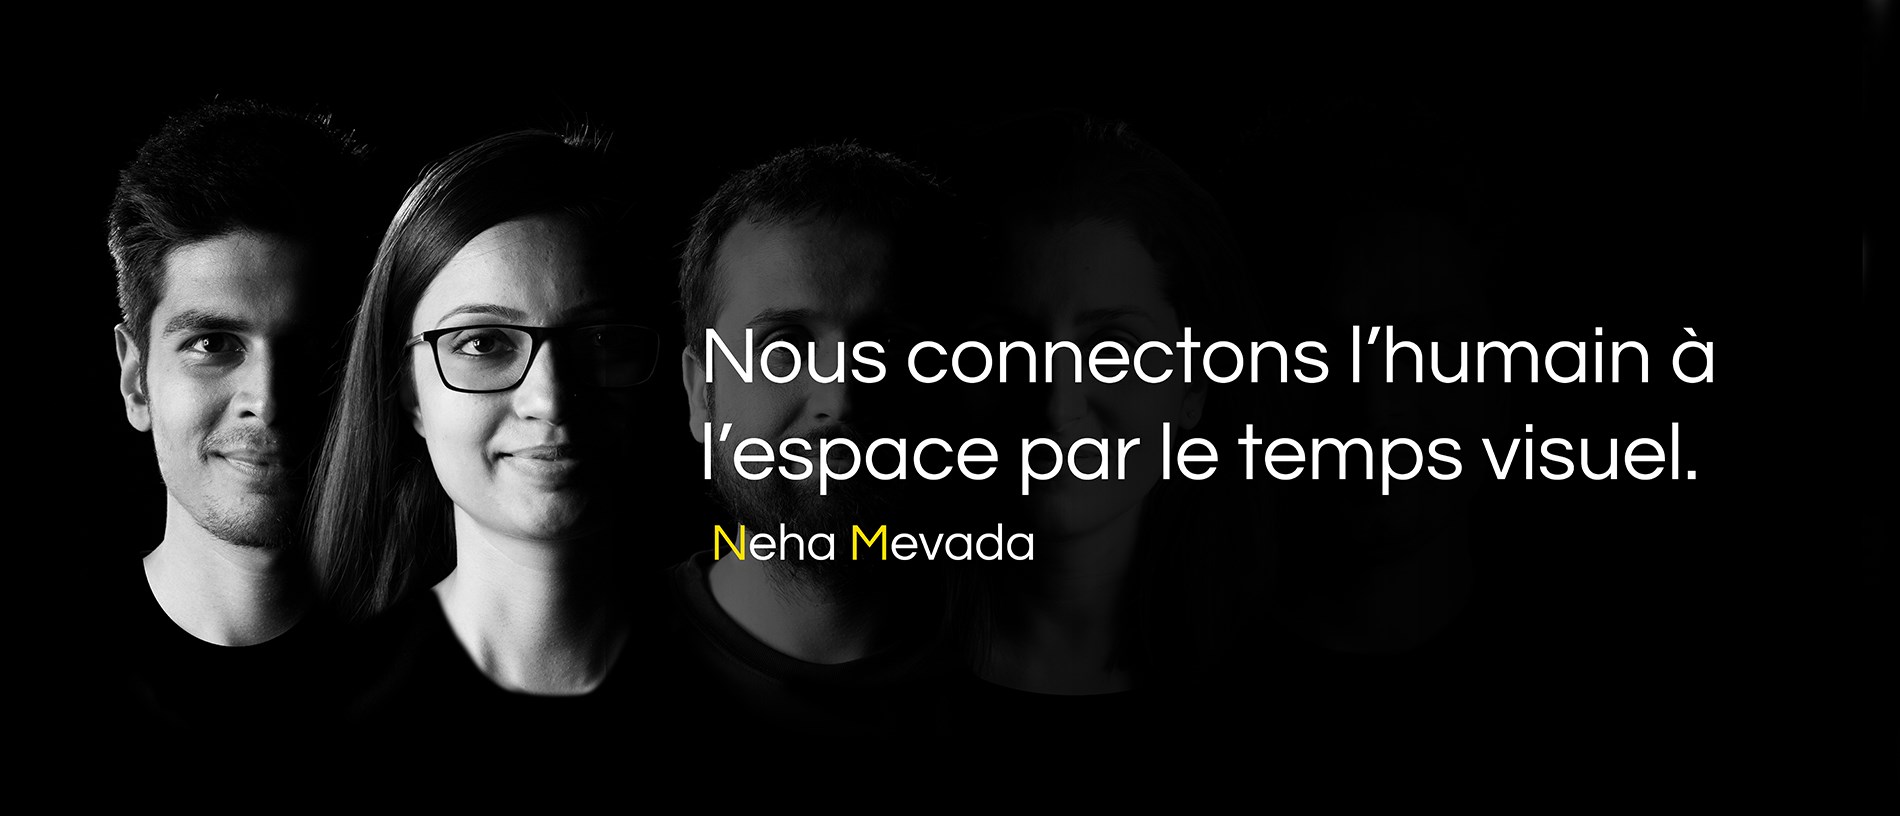 Nous connectons l’humain à
l’espace par le temps visuel.
Neha Mevada